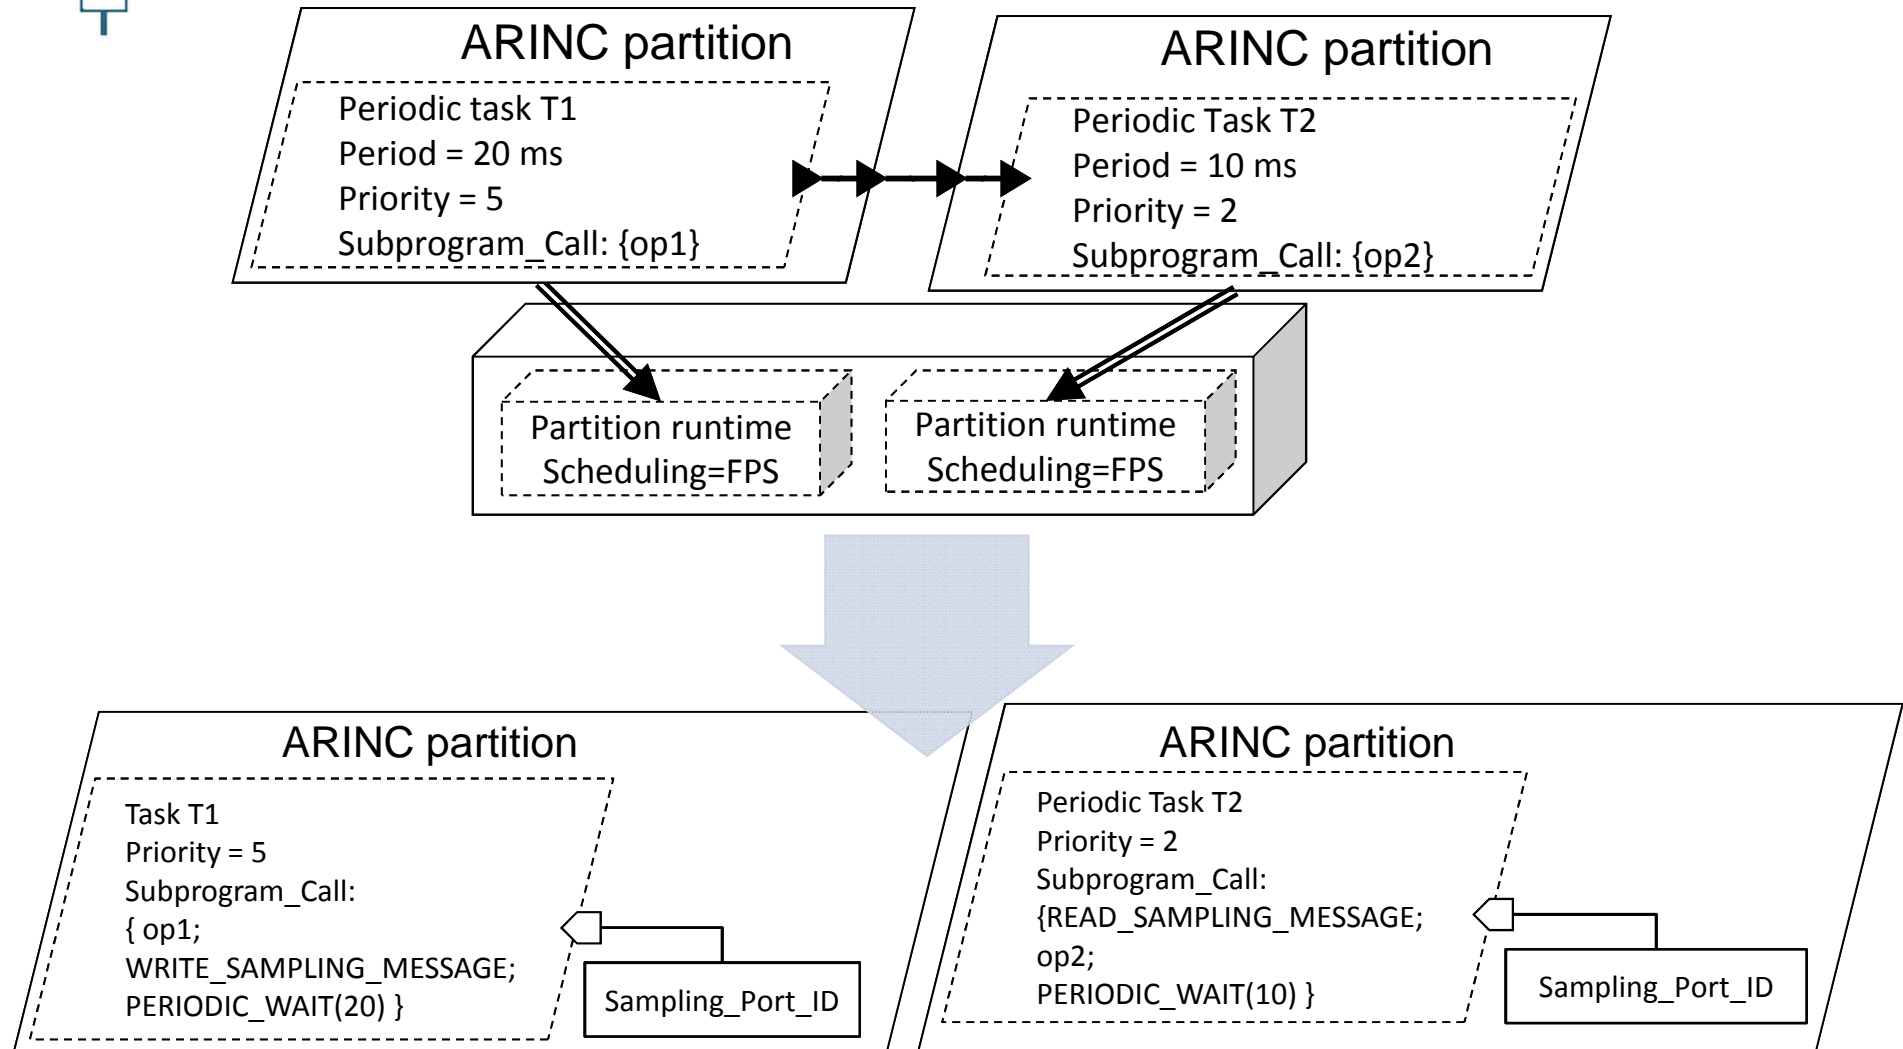 ARINC partition
Periodic task T1
Period = 20 ms
Priority = 5
Subprogram_Call: {op1}
ARINC partition
Periodic Task T2
Period = 10 ms
Priority = 2
Subprogram_Call: {op2}
Partition runtime
Scheduling=FPS
Partition runtime
Scheduling=FPS
ARINC partition
Task T1
Priority = 5
Subprogram_Call:
{ op1;
WRITE_SAMPLING_MESSAGE;
PERIODIC_WAIT(20) }
Sampling_Port_ID
ARINC partition
Periodic Task T2
Priority = 2
Subprogram_Call:
{READ_SAMPLING_MESSAGE;
op2;
PERIODIC_WAIT(10) }
Sampling_Port_ID